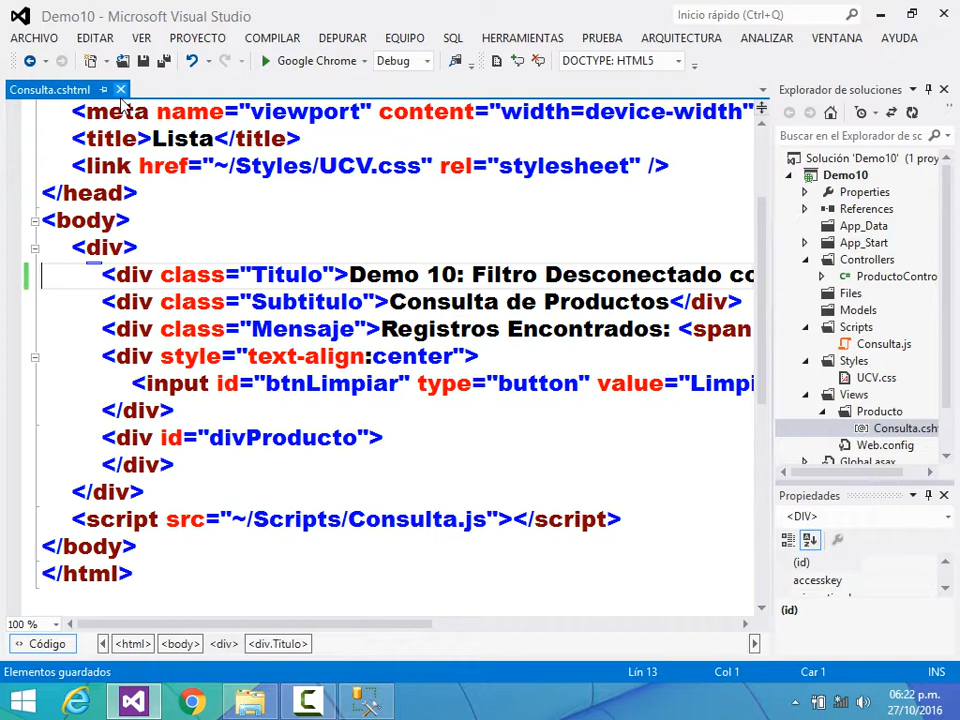 Demo10 - Microsoft Visual Studio
Inicio rápido (Ctrl+Q)
ARCHIVO EDITAR VER PROYECTO COMPILAR DEPURAR EQUIPO SQL HERRAMIENTAS PRUEBA ARQUITECTURA ANALIZAR VENTANA AYUDA
Google Chrome Debug DOCTYPE: HTML5
Consulta.cshtml
<meta name="viewport" content="width=device-width"
<title>Lista</title>
<link href="~/Styles/UCV.css" rel="stylesheet" />
</head>
<body>
<div>
<div class="Titulo">Demo 10: Filtro Desconectado co
<div class="Subtitulo">Consulta de Productos</div>
<div class="Mensaje">Registros Encontrados: <span
<div style="text-align:center">
<input id="btnLimpiar" type="button" value="Limpi
</div>
<div id="divProducto">
</div>
</div>
<script src="~/Scripts/Consulta.js"></script>
</body>
</html>
100 %
Código <html> <body> <div> <div.Titulo>
Explorador de soluciones
Buscar en el Explorador de sc
Solución 'Demo10' (1 proy
Demo10
Properties
References
App_Data
App_Start
Controllers
ProductoContro
Files
Models
Scripts
Consulta.js
Styles
UCV.css
Views
Producto
Consulta.csh
Web.config
Global.asax
Propiedades
<DIV>
(id)
accesskey
(id)
Elementos guardados
Lín 13 Col 1 Car 1 INS
06:22 p.m.
27/10/2016